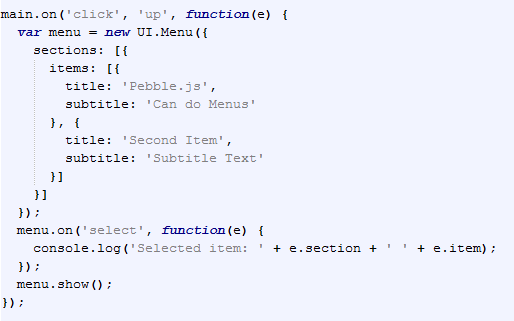 main.on('click', 'up', function(e) {
  var menu = new UI.Menu({
    sections: [{
      items: [{
        title: 'Pebble.js',
        subtitle: 'Can do Menus'
      }, {
        title: 'Second Item',
        subtitle: 'Subtitle Text'
      }]
    }]
  });
  menu.on('select', function(e) {
    console.log('Selected item: ' + e.section + ' ' + e.item);
  });
  menu.show();
});